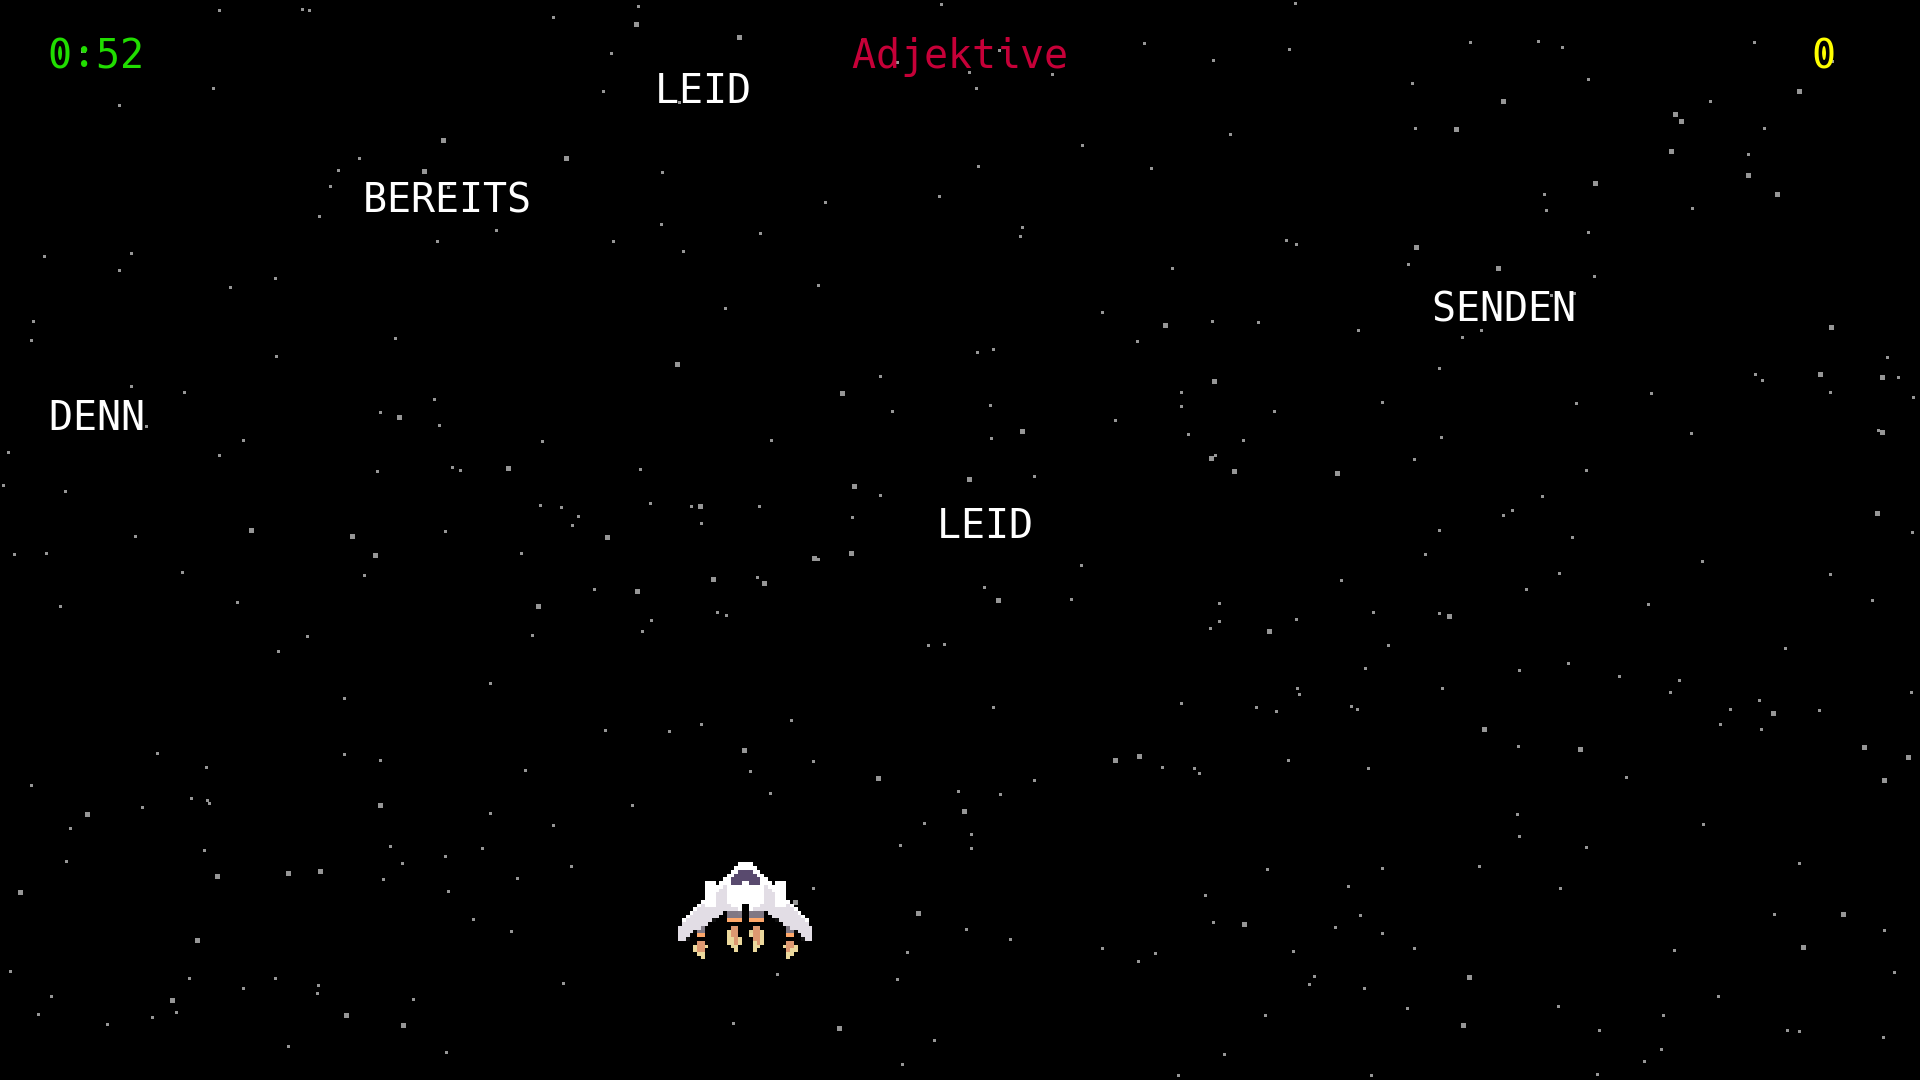 0:52 Adjektive 0
LEID
BEREITS
SENDEN
DENN
LEID